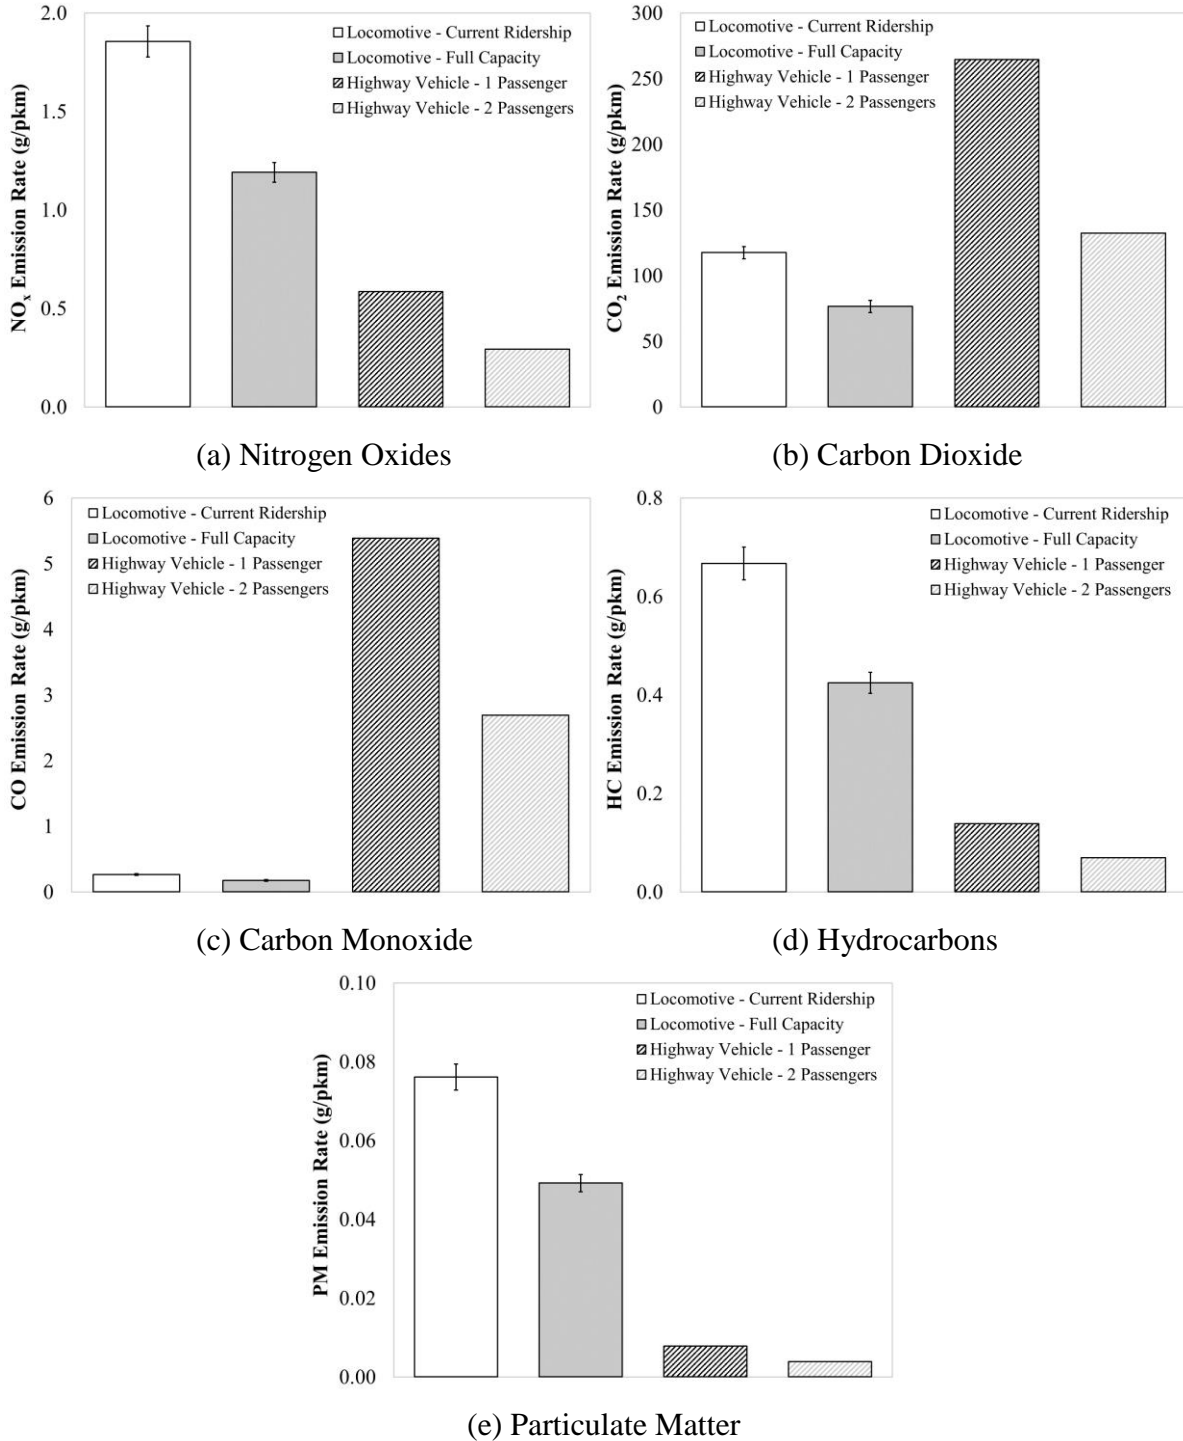 NOx Emission Rate (g/pkm)
2.0
1.5
1.0
0.5
0.0
Locomotive - Current Ridership
Locomotive - Full Capacity
Highway Vehicle - 1 Passenger
Highway Vehicle - 2 Passengers
(a) Nitrogen Oxides
CO2 Emission Rate (g/pkm)
300
250
200
150
100
50
0
Locomotive - Current Ridership
Locomotive - Full Capacity
Highway Vehicle - 1 Passenger
Highway Vehicle - 2 Passengers
(b) Carbon Dioxide
CO Emission Rate (g/pkm)
6
5
4
3
2
1
0
Locomotive - Current Ridership
Locomotive - Full Capacity
Highway Vehicle - 1 Passenger
Highway Vehicle - 2 Passengers
(c) Carbon Monoxide
HC Emission Rate (g/pkm)
0.8
0.6
0.4
0.2
0.0
Locomotive - Current Ridership
Locomotive - Full Capacity
Highway Vehicle - 1 Passenger
Highway Vehicle - 2 Passengers
(d) Hydrocarbons
PM Emission Rate (g/pkm)
0.10
0.08
0.06
0.04
0.02
0.00
Locomotive - Current Ridership
Locomotive - Full Capacity
Highway Vehicle - 1 Passenger
Highway Vehicle - 2 Passengers
(e) Particulate Matter